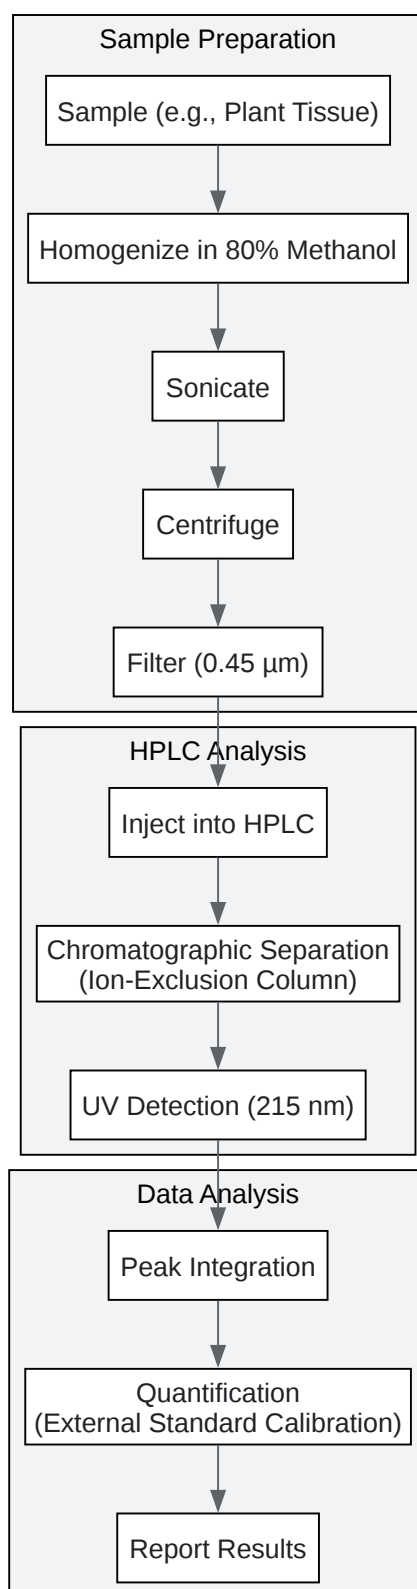 Sample Preparation
Sample (e.g., Plant Tissue)
Homogenize in 80% Methanol
Sonicate
Centrifuge
Filter (0.45 µm)
HPLC Analysis
Inject into HPLC
Chromatographic Separation
(Ion-Exclusion Column)
UV Detection (215 nm)
Data Analysis
Peak Integration
Quantification
(External Standard Calibration)
Report Results